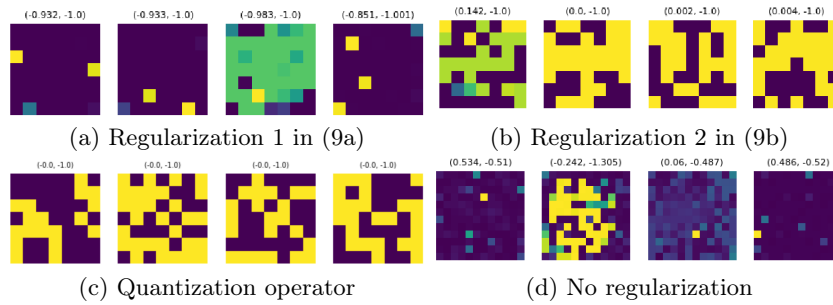 (-0.932, -1.0) (-0.933, -1.0) (-0.983, -1.0) (-0.851, -1.001)
(0.142, -1.0) (0.0, -1.0) (0.002, -1.0) (0.004, -1.0)
(a) Regularization 1 in (9a)
(b) Regularization 2 in (9b)
(-0.0, -1.0) (-0.0, -1.0) (-0.0, -1.0) (-0.0, -1.0)
(0.534, -0.51) (-0.242, -1.305) (0.06, -0.487) (0.486, -0.52)
(c) Quantization operator
(d) No regularization